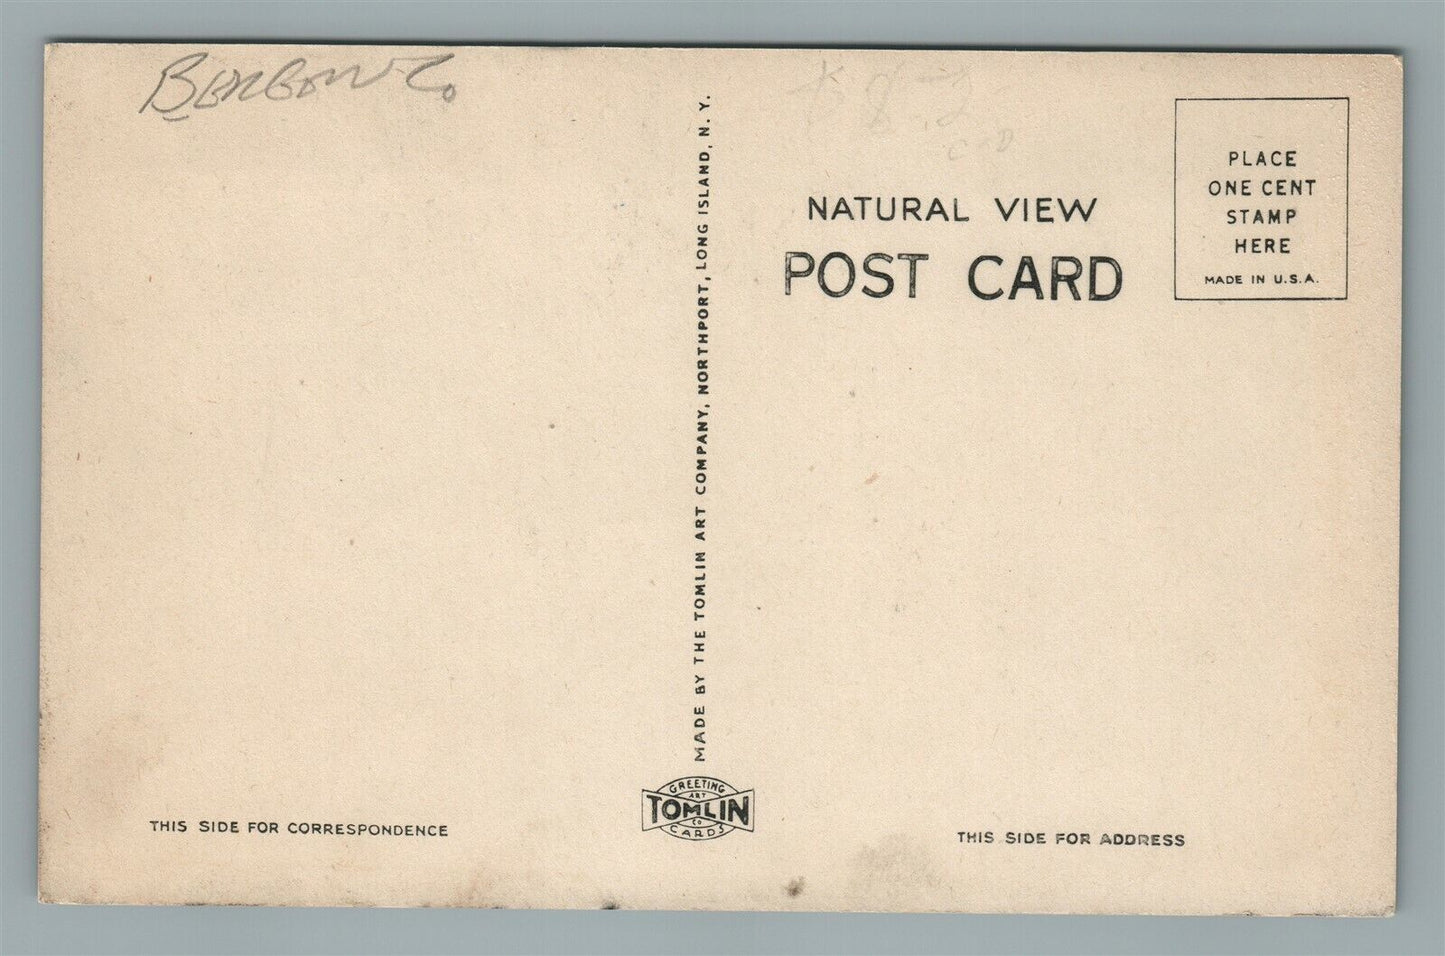 NATURAL VIEW
POST CARD
PLACE
ONE CENT
STAMP
HERE
MADE IN U.S.A.
MADE BY THE TOMLIN ART COMPANY, NORTHPORT, LONG ISLAND, N. Y.
GREETING
ART
TOMLIN
CO
CARDS
THIS SIDE FOR CORRESPONDENCE
THIS SIDE FOR ADDRESS